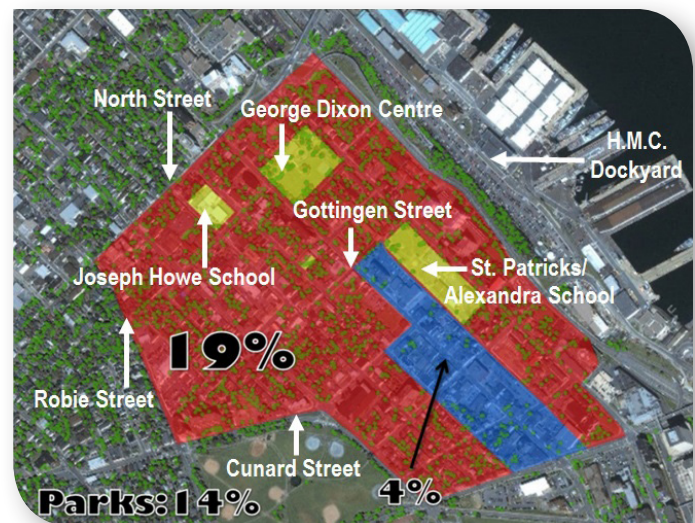 North Street
George Dixon Centre
H.M.C.
Dockyard
Gottingen Street
Joseph Howe School
St. Patricks/
Alexandra School
19%
Robie Street
Cunard Street
4%
Parks: 14%